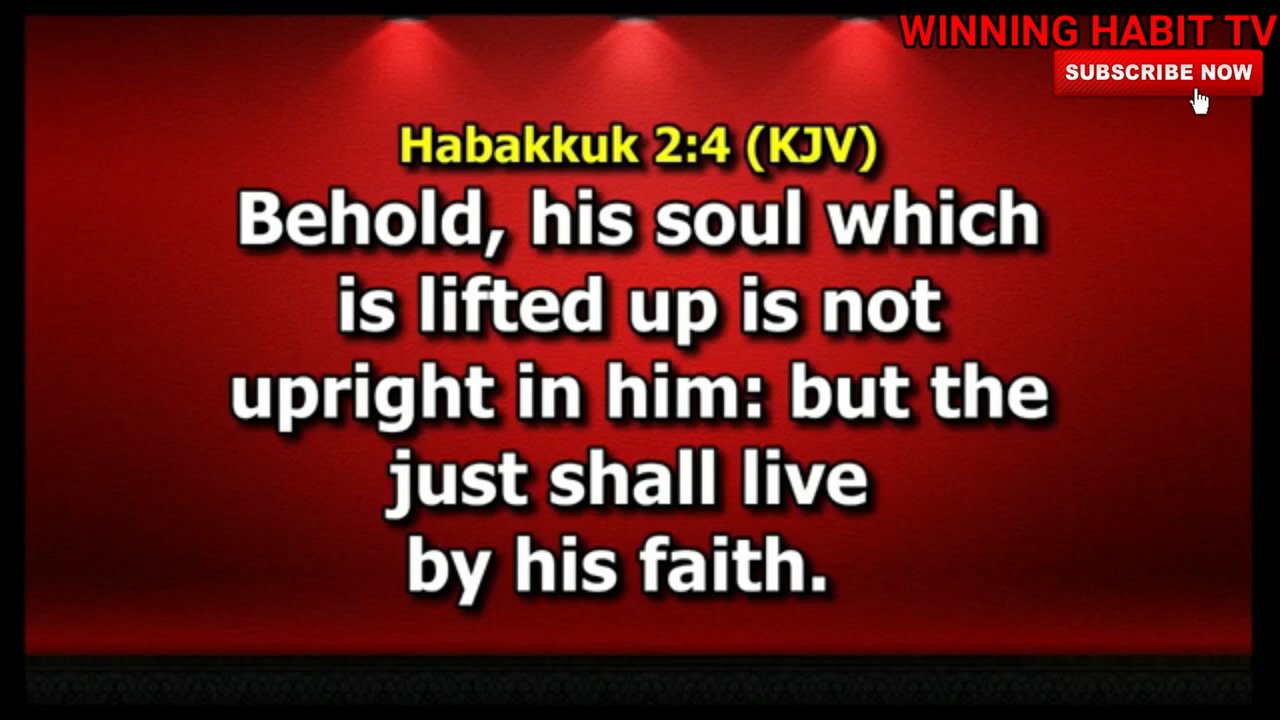 WINNING HABIT TV
SUBSCRIBE NOW
Habakkuk 2:4 (KJV)
Behold, his soul which
is lifted up is not
upright in him: but the
just shall live
by his faith.